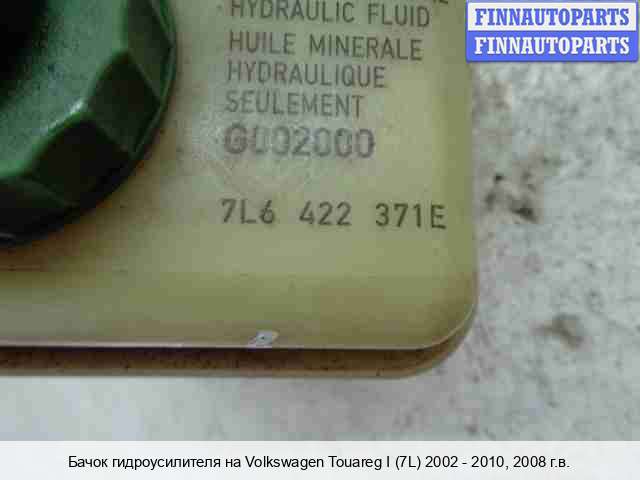 FINNAUTOPARTS
FINNAUTOPARTS
HYDRAULIC FLUID
HUILE MINERALE
HYDRAULIQUE
SEULEMENT
G002000
7L6 422 371E
Бачок гидроусилителя на Volkswagen Touareg I (7L) 2002 - 2010, 2008 г.в.